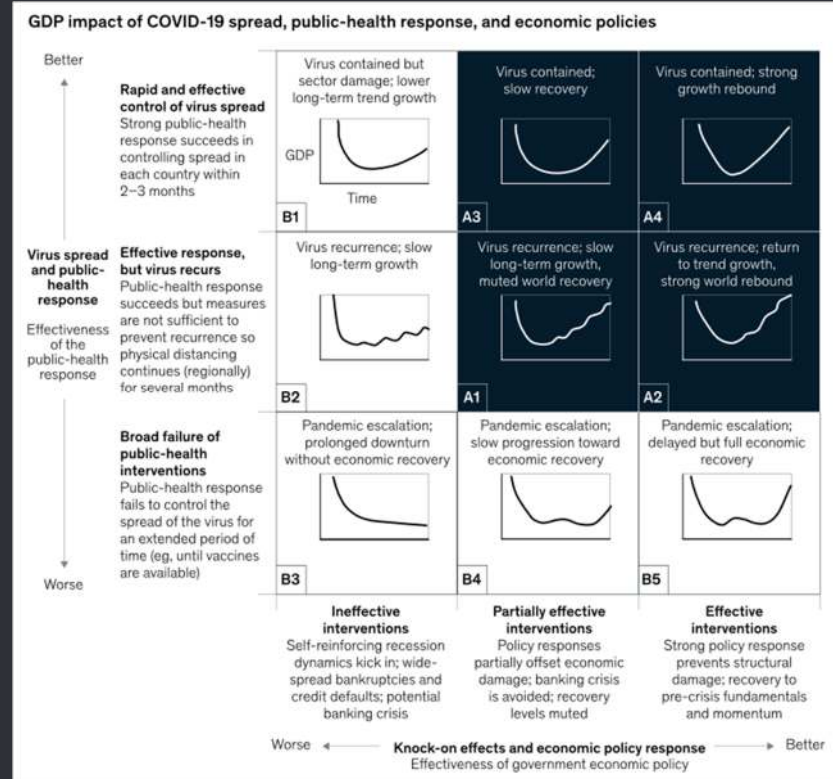 GDP impact of COVID-19 spread, public-health response, and economic policies
Better
Virus spread
and public-
health
response
Effectiveness
of the
public-health
response
Worse
Rapid and effective
control of virus spread
Strong public-health
response succeeds in
controlling spread in
each country within
2–3 months
Virus contained but
sector damage; lower
long-term trend growth
GDP
Time
B1
Virus contained;
slow recovery
A3
Virus contained; strong
growth rebound
A4
Effective response,
but virus recurs
Public-health response
succeeds but measures
are not sufficient to
prevent recurrence so
physical distancing
continues (regionally)
for several months
Virus recurrence; slow
long-term growth
B2
Virus recurrence; slow
long-term growth,
muted world recovery
A1
Virus recurrence; return
to trend growth,
strong world rebound
A2
Broad failure of
public-health
interventions
Public-health response
fails to control the
spread of the virus for
an extended period of
time (eg, until vaccines
are available)
Pandemic escalation;
prolonged downturn
without economic recovery
B3
Pandemic escalation;
slow progression toward
economic recovery
B4
Pandemic escalation;
delayed but full economic
recovery
B5
Ineffective
interventions
Self-reinforcing recession
dynamics kick in; wide-
spread bankruptcies and
credit defaults; potential
banking crisis
Partially effective
interventions
Policy responses
partially offset economic
damage; banking crisis
is avoided; recovery
levels muted
Effective
interventions
Strong policy response
prevents structural
damage; recovery to
pre-crisis fundamentals
and momentum
Worse
Knock-on effects and economic policy response
Effectiveness of government economic policy
Better